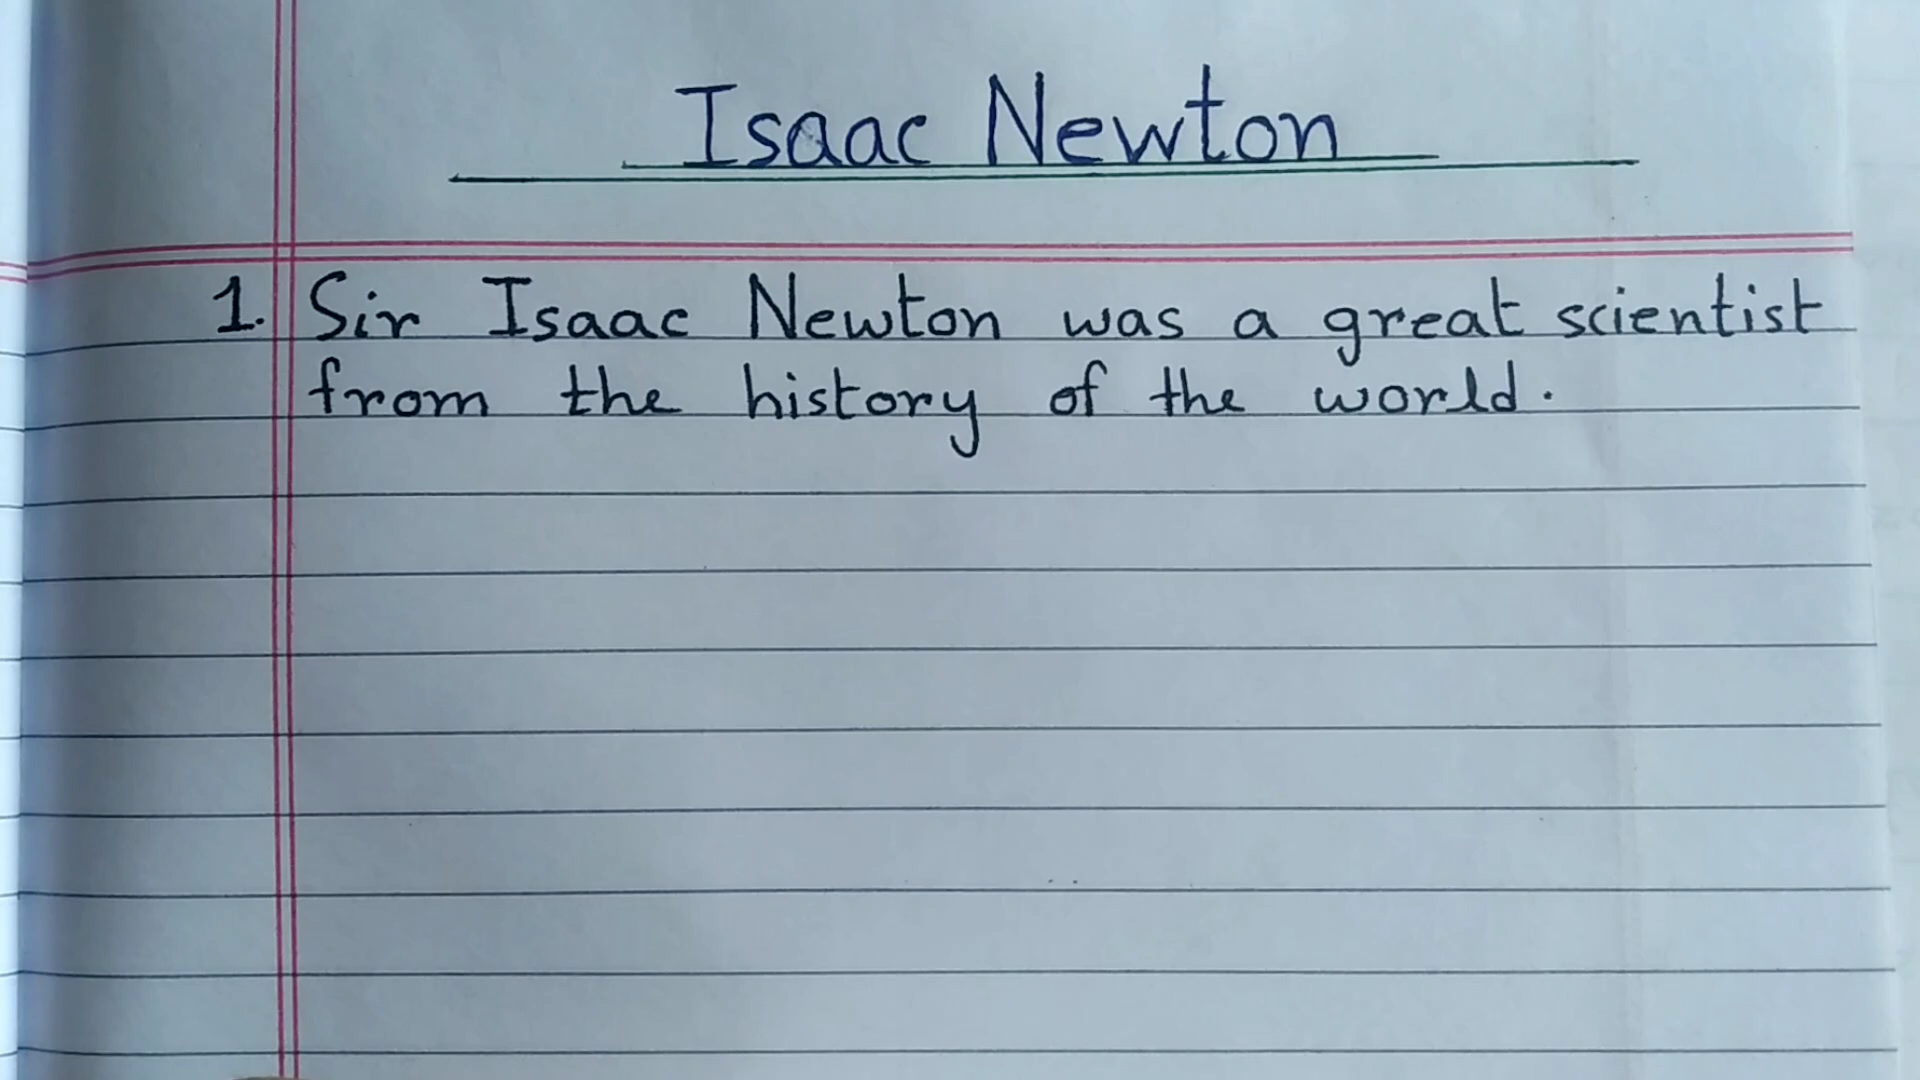 Isaac Newton
1. Sir Isaac Newton was a great scientist
from the history of the world.